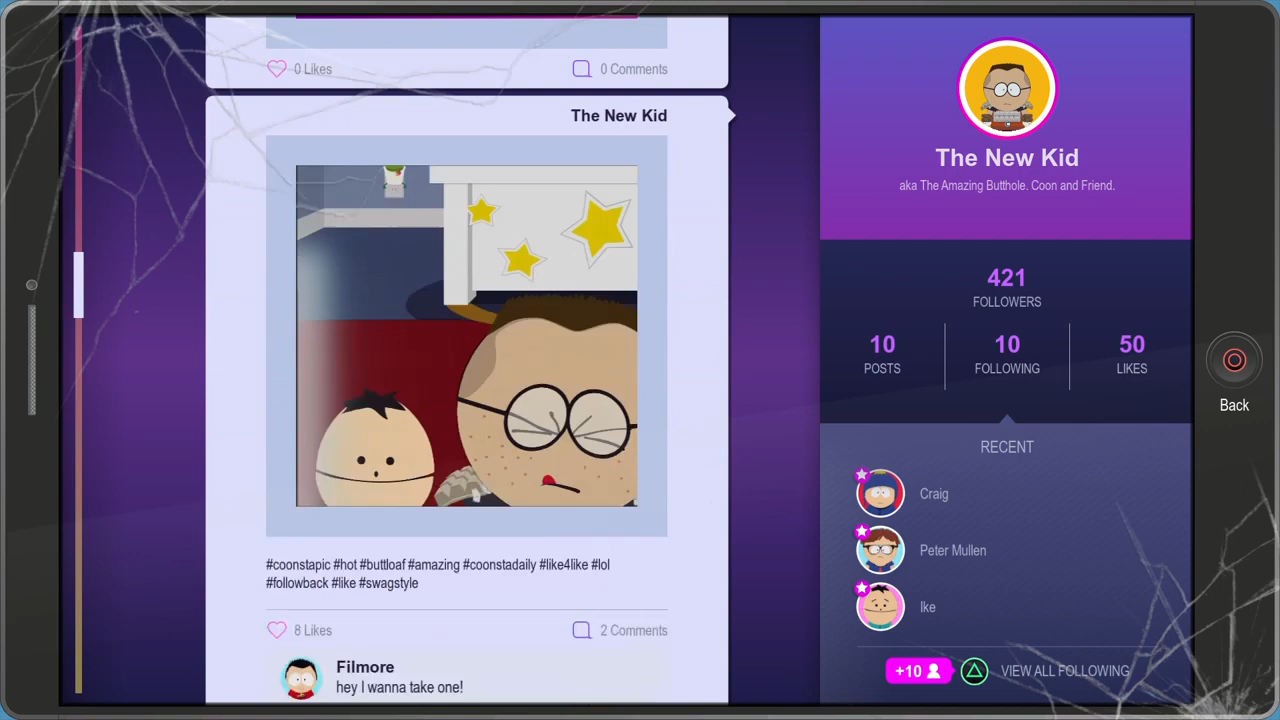 0 Likes
0 Comments
The New Kid
#coonstapic #hot #buttloaf #amazing #coonstadaily #like4like #lol
#followback #like #swagstyle
8 Likes
2 Comments
Filmore
hey I wanna take one!
The New Kid
aka The Amazing Butthole. Coon and Friend.
421
FOLLOWERS
10
POSTS
10
FOLLOWING
50
LIKES
RECENT
Craig
Peter Mullen
Ike
+10
VIEW ALL FOLLOWING
Back